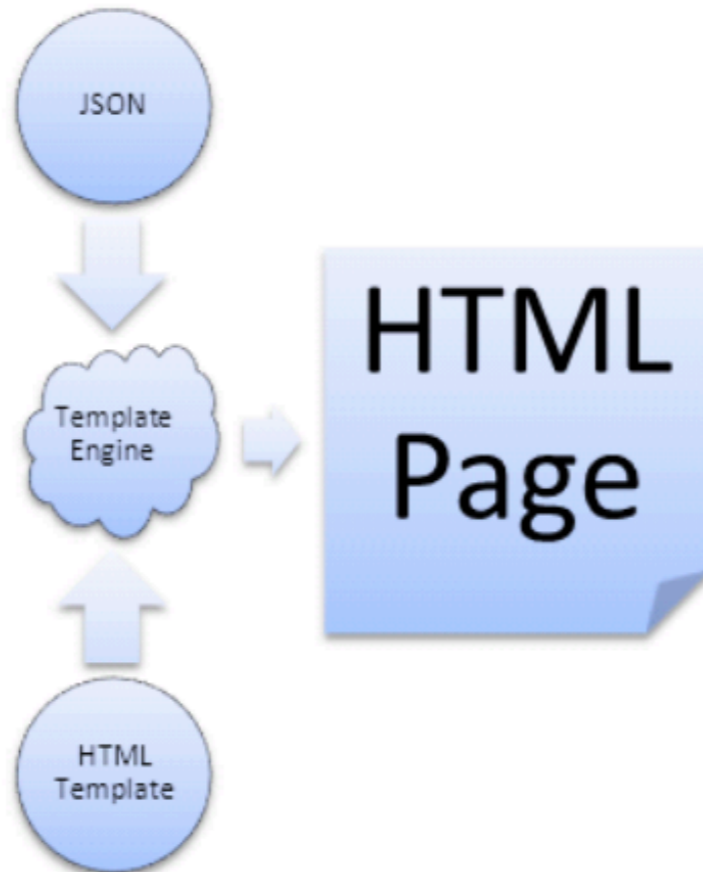 JSON
Template
Engine
HTML
Page
HTML
Template